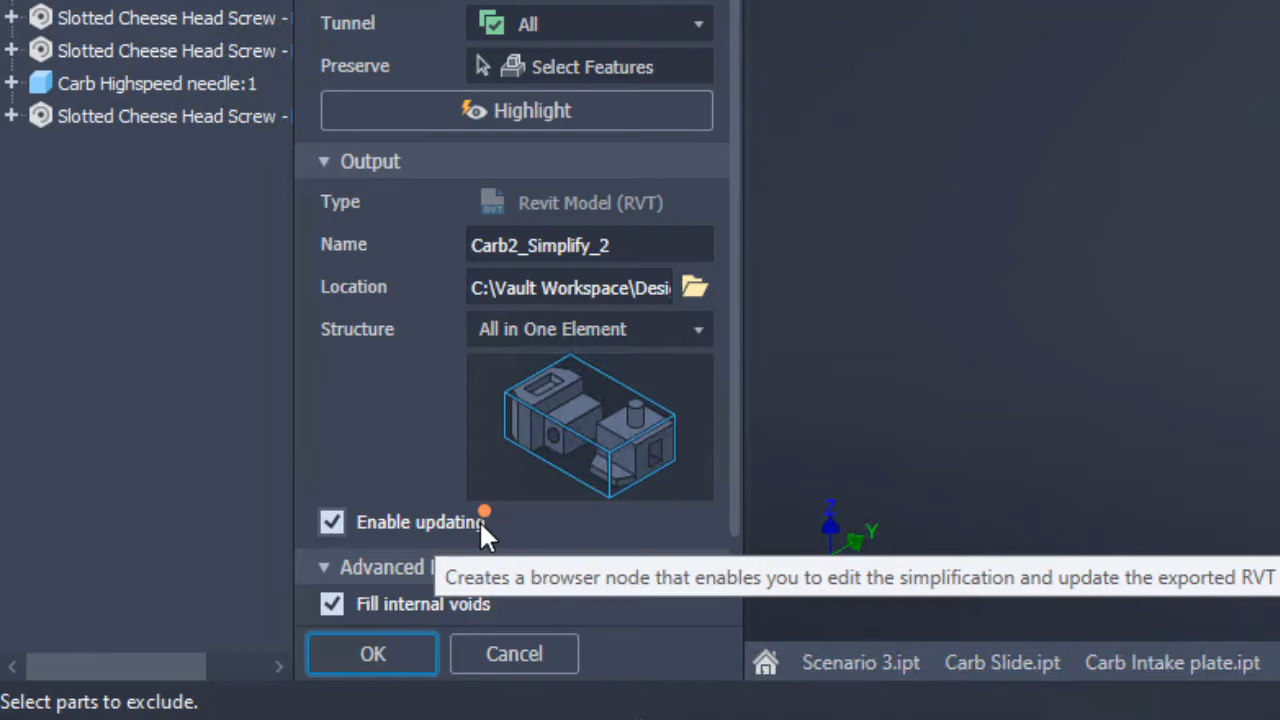 Slotted Cheese Head Screw -
Slotted Cheese Head Screw -
Carb Highspeed needle:1
Slotted Cheese Head Screw -
Tunnel All
Preserve Select Features
Highlight
Output
Type RVT Revit Model (RVT)
Name Carb2_Simplify_2
Location C:\Vault Workspace\Desi
Structure All in One Element
Enable updating
Advanced
Creates a browser node that enables you to edit the simplification and update the exported RVT
Fill internal voids
OK Cancel
Z
Y
Scenario 3.ipt Carb Slide.ipt Carb Intake plate.ipt
Select parts to exclude.